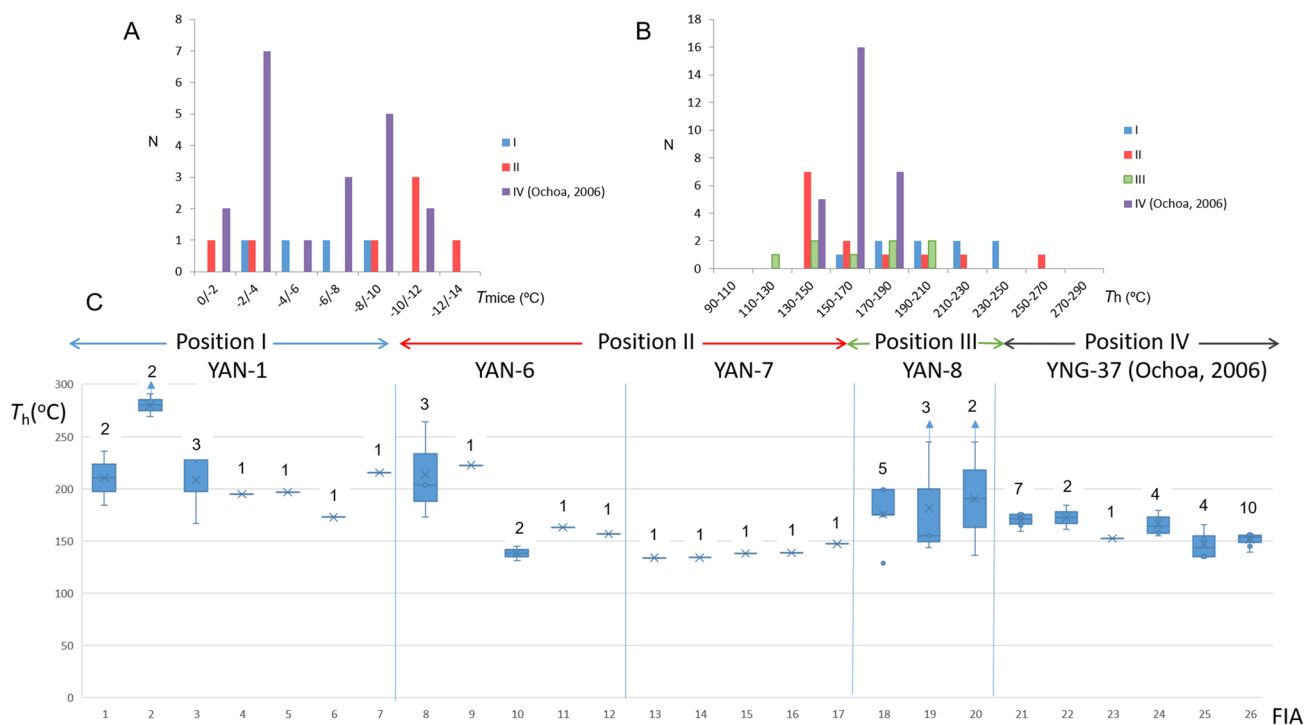 A
8
7
6
5
4
3
2
1
0
N
I
II
IV (Ochoa, 2006)
0/-2
-2/-4
-4/-6
-6/-8
-8/-10
-10/-12
-12/-14
Tmice (ºC)
B
18
16
14
12
10
8
6
4
2
0
N
I
II
III
IV (Ochoa, 2006)
90-110
110-130
130-150
150-170
170-190
190-210
210-230
230-250
250-270
270-290
Th (ºC)
C
Position I
Position II
Position III
Position IV
YAN-1
YAN-6
YAN-7
YAN-8
YNG-37 (Ochoa, 2006)
Th(ºC)
300
250
200
150
100
50
0
2
2
3
1
1
1
1
3
1
2
1
1
1
1
1
1
1
5
3
2
7
2
1
4
4
10
1 2 3 4 5 6 7 8 9 10 11 12 13 14 15 16 17 18 19 20 21 22 23 24 25 26 FIA